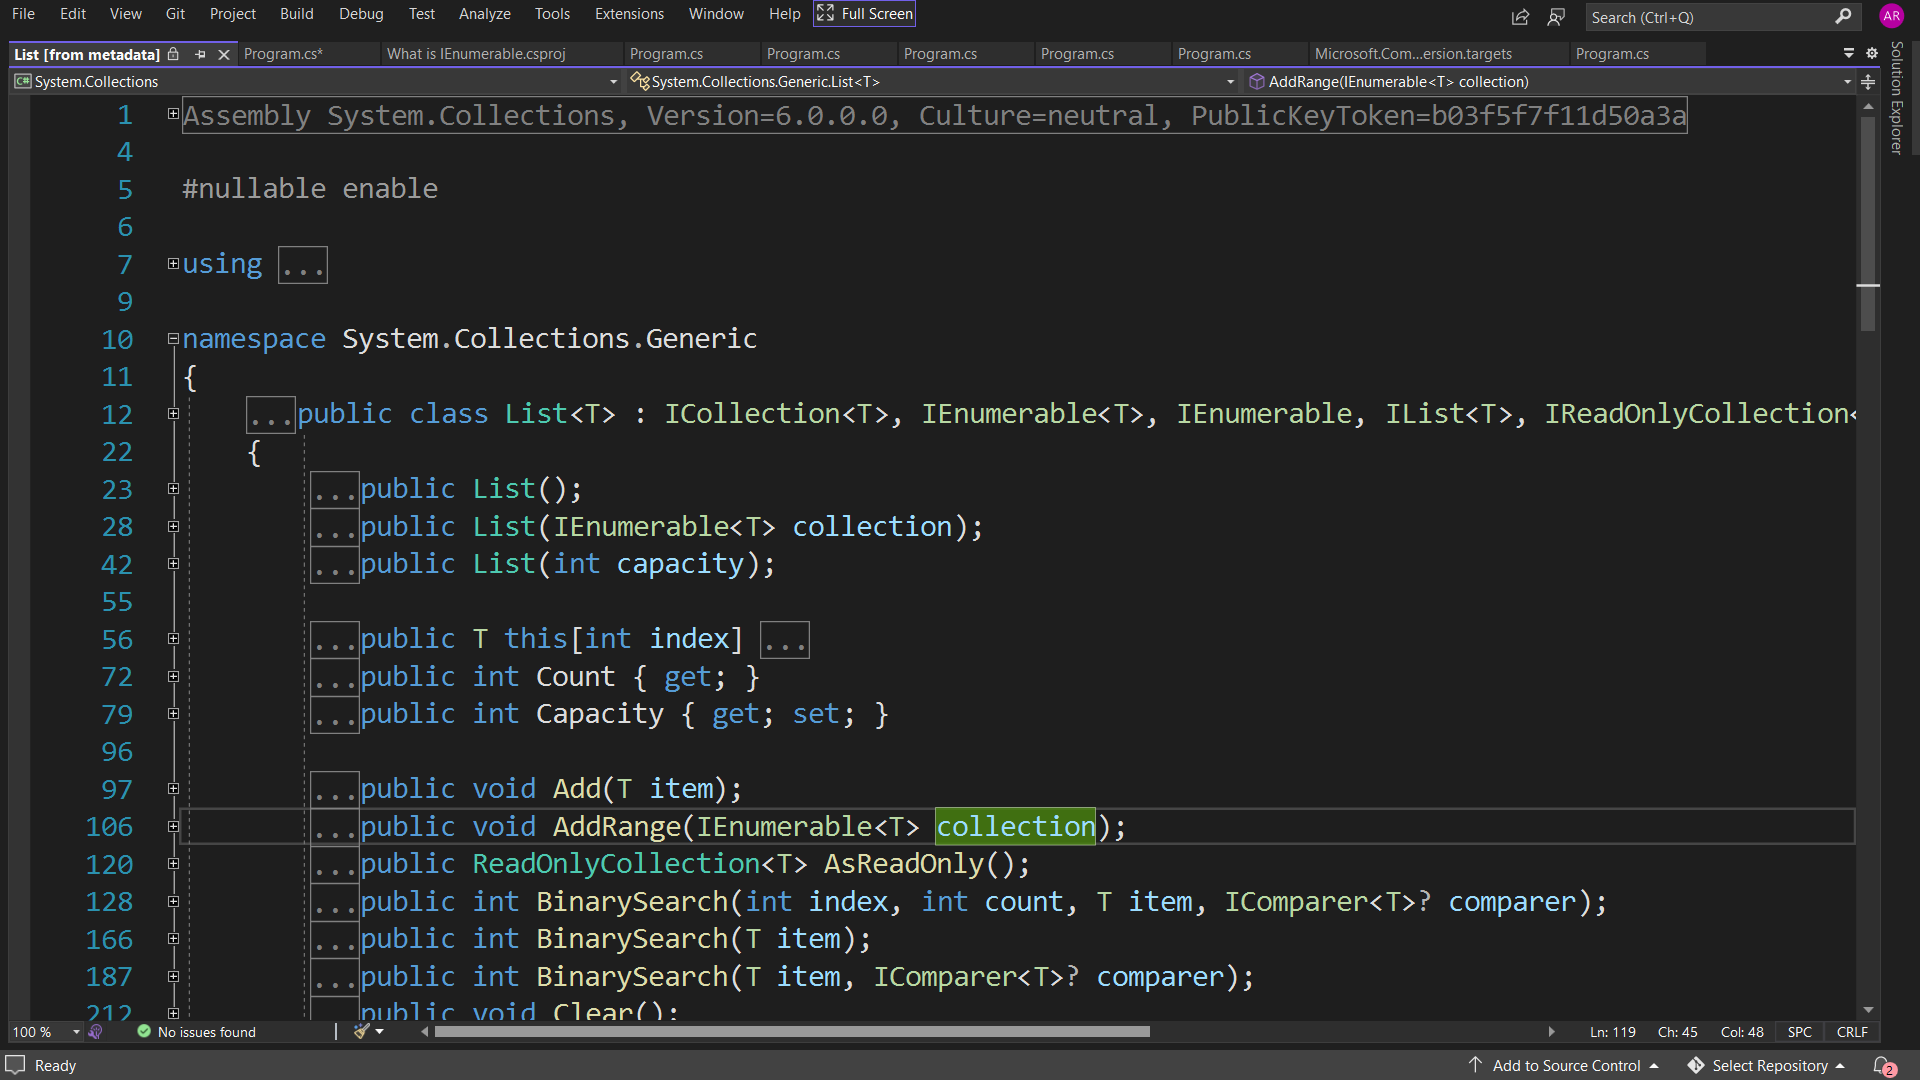 File Edit View Git Project Build Debug Test Analyze Tools Extensions Window Help Full Screen Search (Ctrl+Q) AR
List [from metadata] Program.cs* What is IEnumerable.csproj Program.cs Program.cs Program.cs Program.cs Program.cs Microsoft.Com...ersion.targets Program.cs
Solution Explorer
C# System.Collections System.Collections.Generic.List<T> AddRange(IEnumerable<T> collection)
1 Assembly System.Collections, Version=6.0.0.0, Culture=neutral, PublicKeyToken=b03f5f7f11d50a3a
4
5 #nullable enable
6
7 using ...
9
10 namespace System.Collections.Generic
11 {
12 ...public class List<T> : ICollection<T>, IEnumerable<T>, IEnumerable, IList<T>, IReadOnlyCollection<
22 {
23 ...public List();
28 ...public List(IEnumerable<T> collection);
42 ...public List(int capacity);
55
56 ...public T this[int index] ...
72 ...public int Count { get; }
79 ...public int Capacity { get; set; }
96
97 ...public void Add(T item);
106 ...public void AddRange(IEnumerable<T> collection);
120 ...public ReadOnlyCollection<T> AsReadOnly();
128 ...public int BinarySearch(int index, int count, T item, IComparer<T>? comparer);
166 ...public int BinarySearch(T item);
187 ...public int BinarySearch(T item, IComparer<T>? comparer);
212 public void Clear();
100 % No issues found Ln: 119 Ch: 45 Col: 48 SPC CRLF
Ready Add to Source Control Select Repository 2